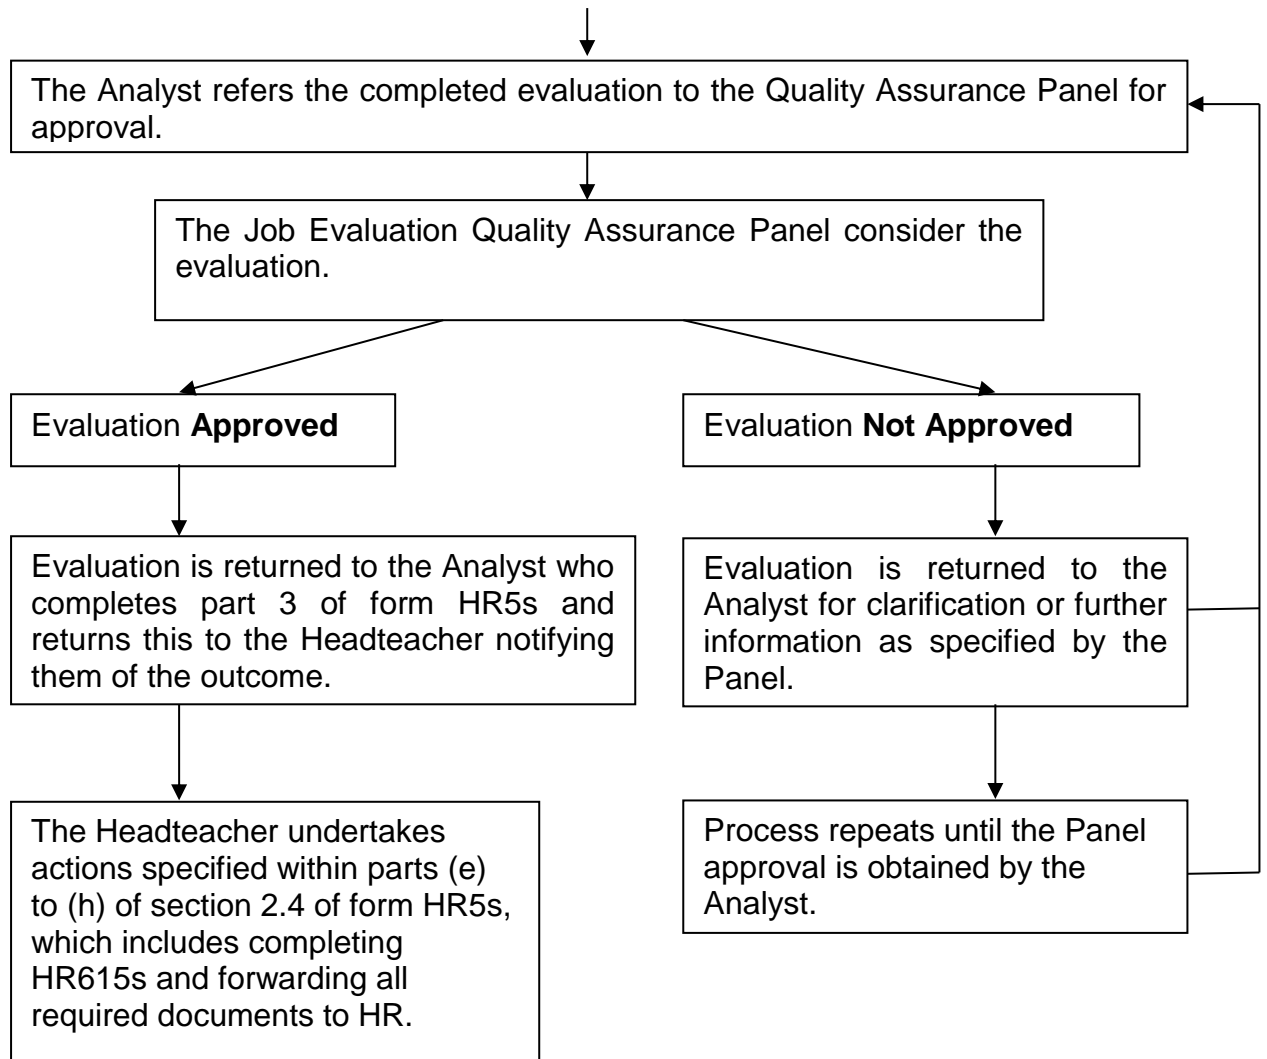 The Analyst refers the completed evaluation to the Quality Assurance Panel for
approval.
The Job Evaluation Quality Assurance Panel consider the
evaluation.
Evaluation Approved
Evaluation Not Approved
Evaluation is returned to the Analyst who
completes part 3 of form HR5s and
returns this to the Headteacher notifying
them of the outcome.
Evaluation is returned to the
Analyst for clarification or further
information as specified by the
Panel.
The Headteacher undertakes
actions specified within parts (e)
to (h) of section 2.4 of form HR5s,
which includes completing
HR615s and forwarding all
required documents to HR.
Process repeats until the Panel
approval is obtained by the
Analyst.